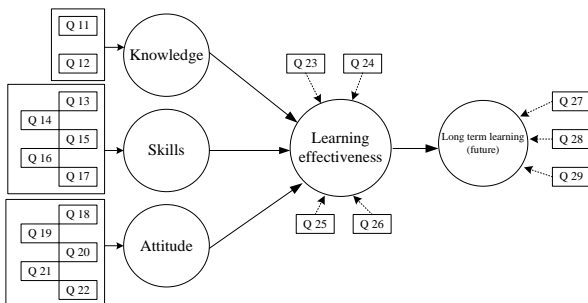 Q 11
Q 12
Knowledge
Q 13
Q 14
Q 15
Q 16
Q 17
Skills
Q 18
Q 19
Q 20
Q 21
Q 22
Attitude
Q 23
Q 24
Learning
effectiveness
Q 25
Q 26
Long term learning
(future)
Q 27
Q 28
Q 29